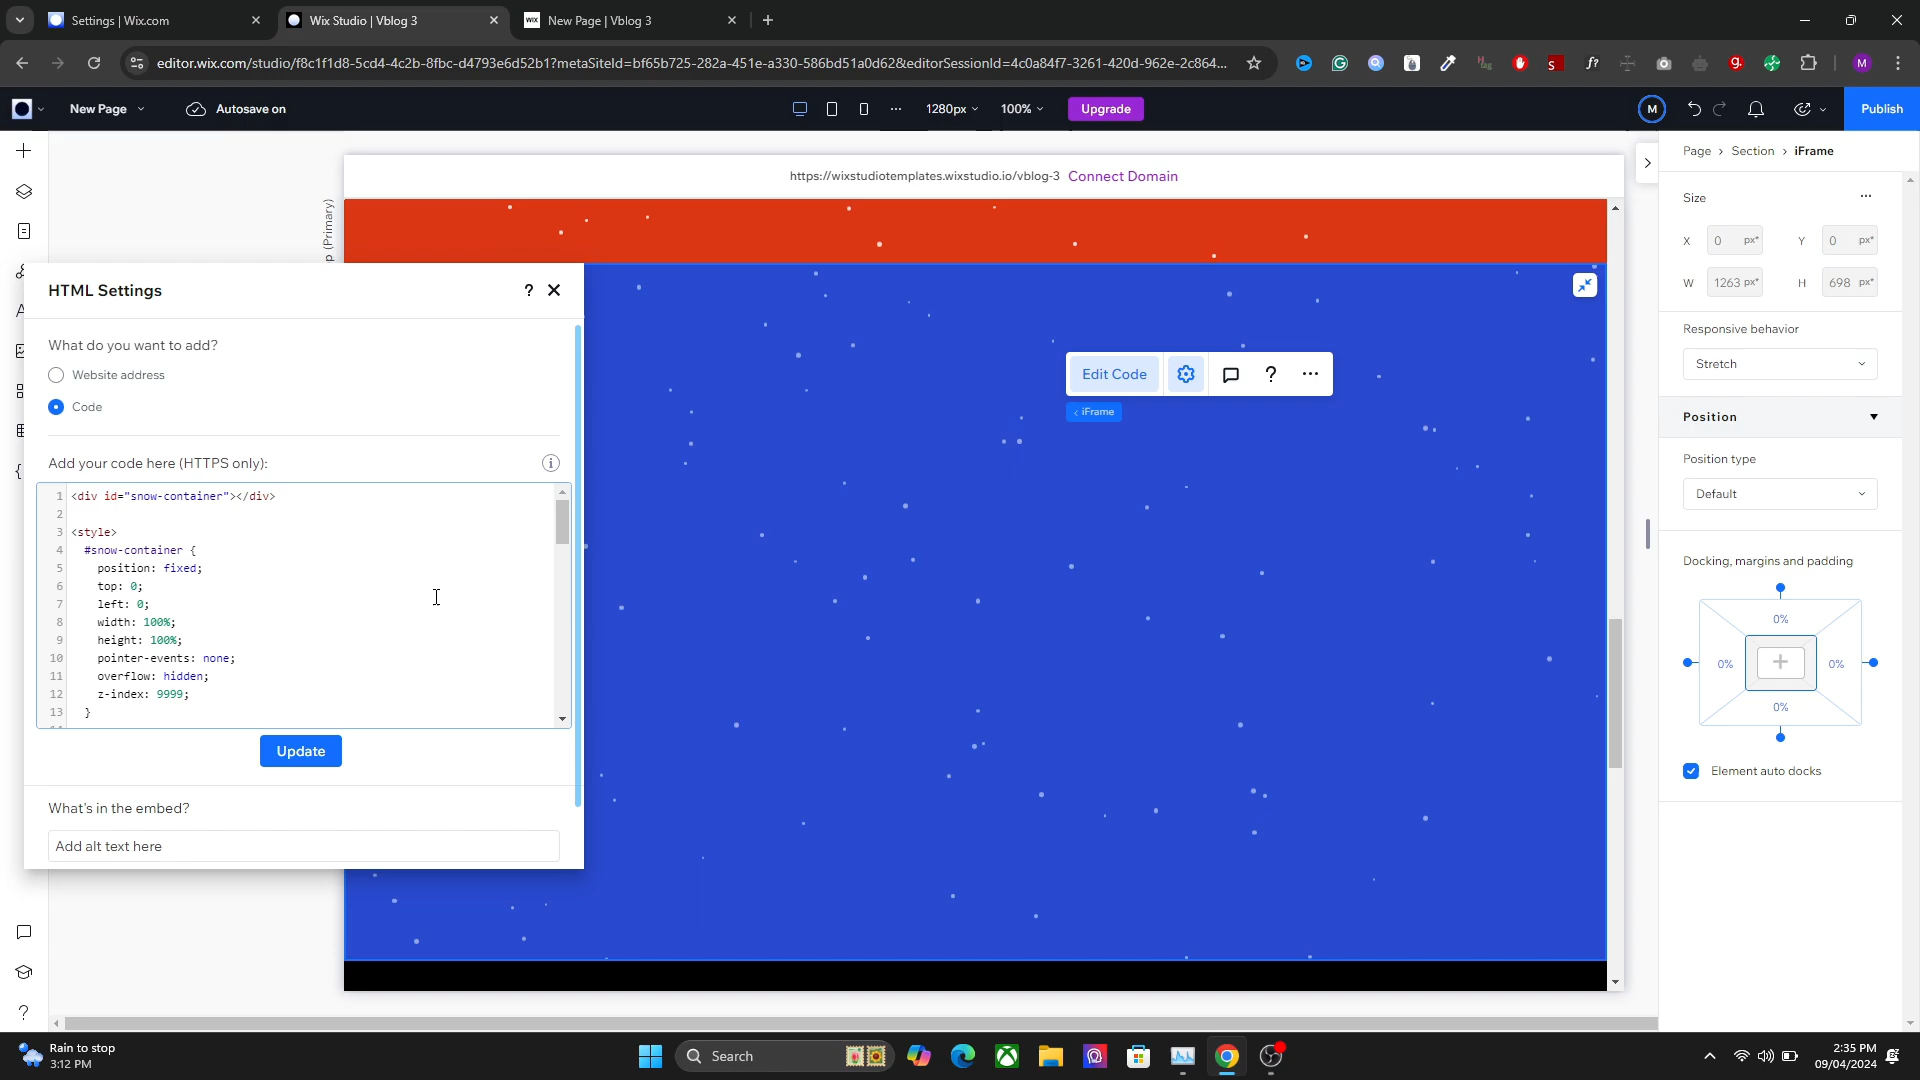 Settings | Wix.com
Wix Studio | Vblog 3
WIX
New Page | Vblog 3
editor.wix.com/studio/f8c1f1d8-5cd4-4c2b-8fbc-d4793e6d52b1?metaSiteId=bf65b725-282a-451e-a330-586bd51a0d62&editorSessionId=4c0a84f7-3261-420d-962e-2c864...
New Page
Autosave on
1280px
100%
Upgrade
M
Publish
https://wixstudiotemplates.wixstudio.io/vblog-3 Connect Domain
(Primary)
HTML Settings
?
What do you want to add?
Website address
Code
Add your code here (HTTPS only):
1 <div id="snow-container"></div>
2
3 <style>
4 #snow-container {
5 position: fixed;
6 top: 0;
7 left: 0;
8 width: 100%;
9 height: 100%;
10 pointer-events: none;
11 overflow: hidden;
12 z-index: 9999;
13 }
Update
What's in the embed?
Add alt text here
Edit Code
?
< iFrame
Page > Section > iFrame
Size
X 0 px* Y 0 px*
W 1263 px* H 698 px*
Responsive behavior
Stretch
Position
Position type
Default
Docking, margins and padding
0%
0% 0%
0%
Element auto docks
Rain to stop
3:12 PM
Search
2:35 PM
09/04/2024